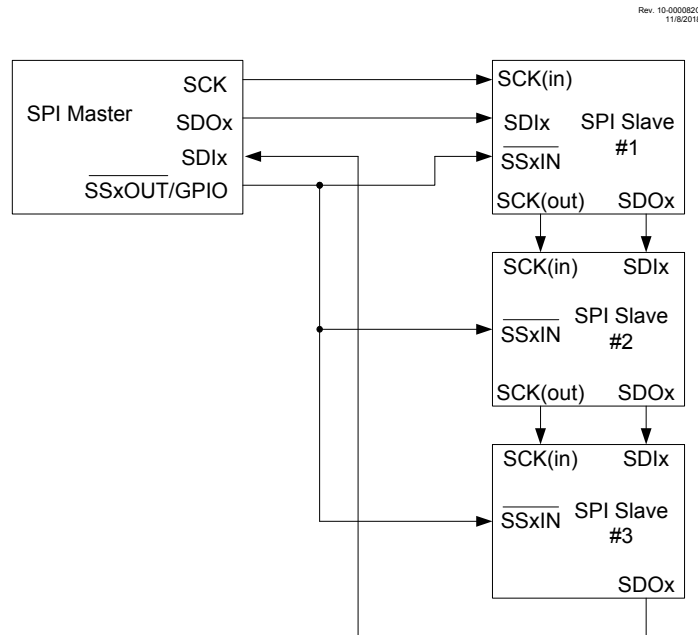 Rev. 10-000082C
11/8/2018
SPI Master
SCK
SDOx
SDIx
SSxOUT/GPIO
SCK(in)
SDIx
SPI Slave
#1
SSxIN
SCK(out) SDOx
SCK(in) SDIx
SPI Slave
#2
SSxIN
SCK(out) SDOx
SCK(in) SDIx
SPI Slave
#3
SSxIN
SDOx